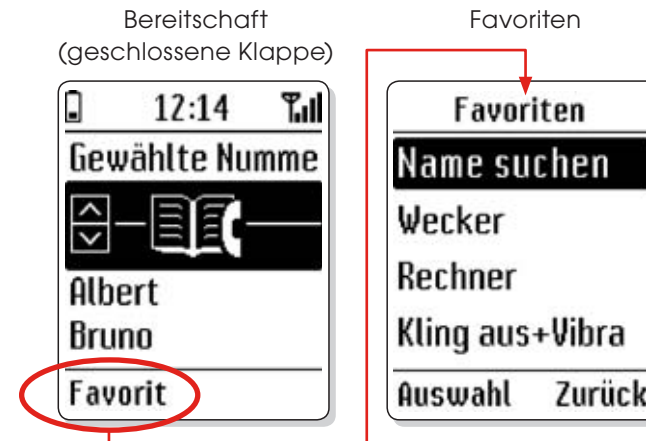 Bereitschaft
(geschlossene Klappe)
12:14
Gewählte Numme
Albert
Bruno
Favorit
Favoriten
Favoriten
Name suchen
Wecker
Rechner
Kling aus+Vibra
Auswahl Zurück